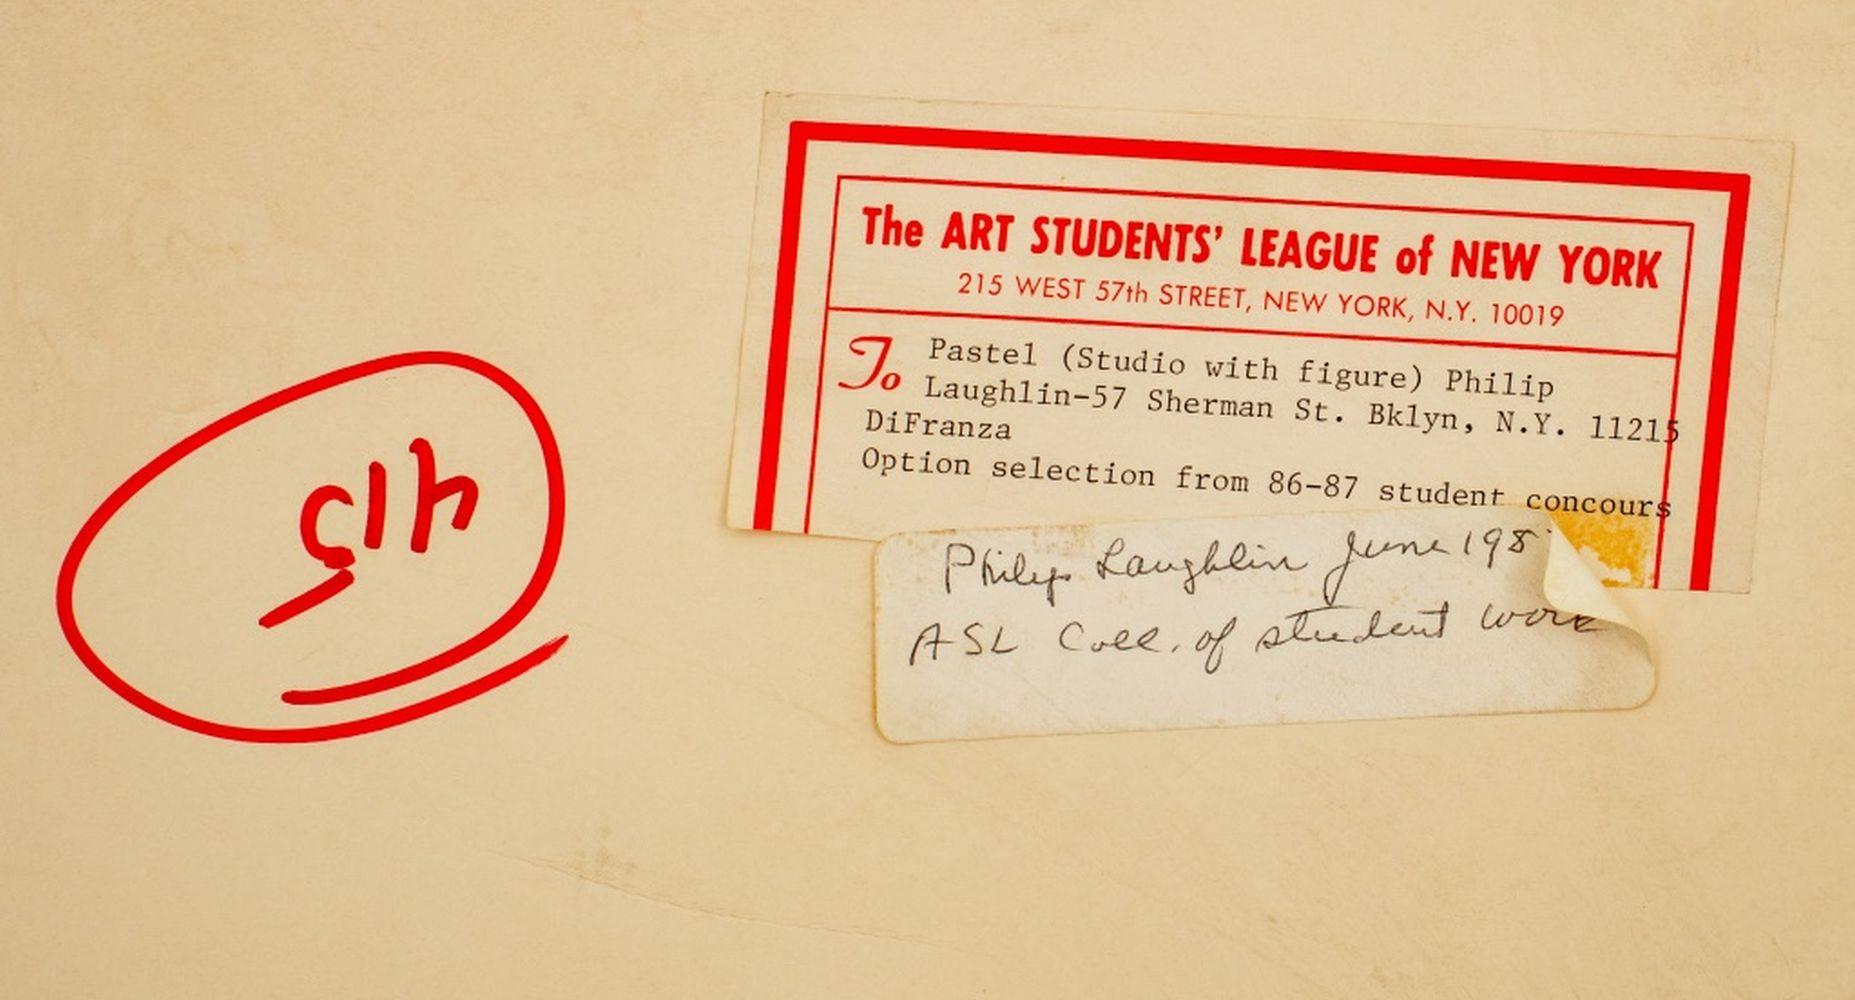 415
The ART STUDENTS' LEAGUE of NEW YORK
215 WEST 57th STREET, NEW YORK, N.Y. 10019
To Pastel (Studio with figure) Philip
Laughlin-57 Sherman St. Bklyn, N.Y. 11215
DiFranza
Option selection from 86-87 student concours
Philip Laughlin June 198
ASL Coll. of student work